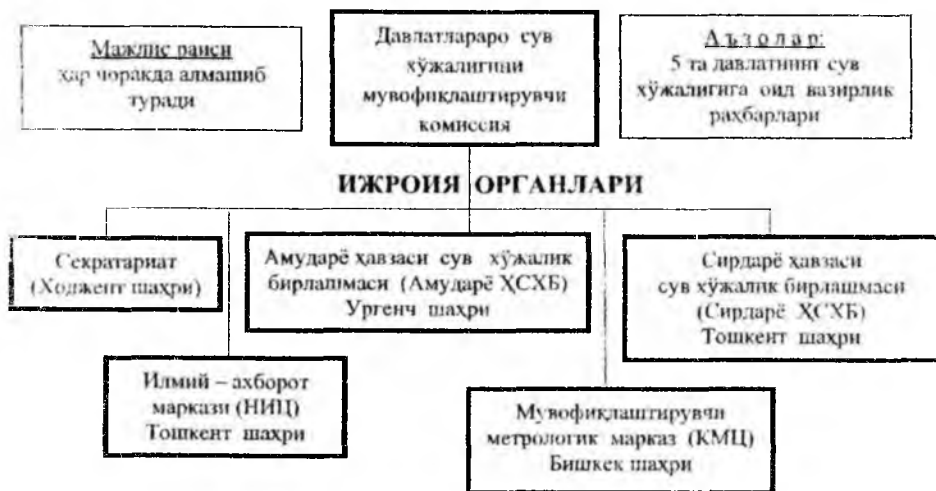 Мажлис раиси
ҳар чоракда алмашиб
туради
Давлатлараро сув
хўжалигини
мувофиқлаштирувчи
комиссия
Аъзолар:
5 та давлатнинг сув
хўжалигига оид вазирлик
раҳбарлари
ИЖРОИЯ ОРГАНЛАРИ
Секратариат
(Ходжент шаҳри)
Амударё ҳавзаси сув хўжалик
бирлашмаси (Амударё ҲСХБ)
Ургенч шаҳри
Сирдарё ҳавзаси
сув хўжалик бирлашмаси
(Сирдарё ҲСХБ)
Тошкент шаҳри
Илмий – ахборот
маркази (НИЦ)
Тошкент шаҳри
Мувофиқлаштирувчи
метрологик марказ (КМЦ)
Бишкек шаҳри